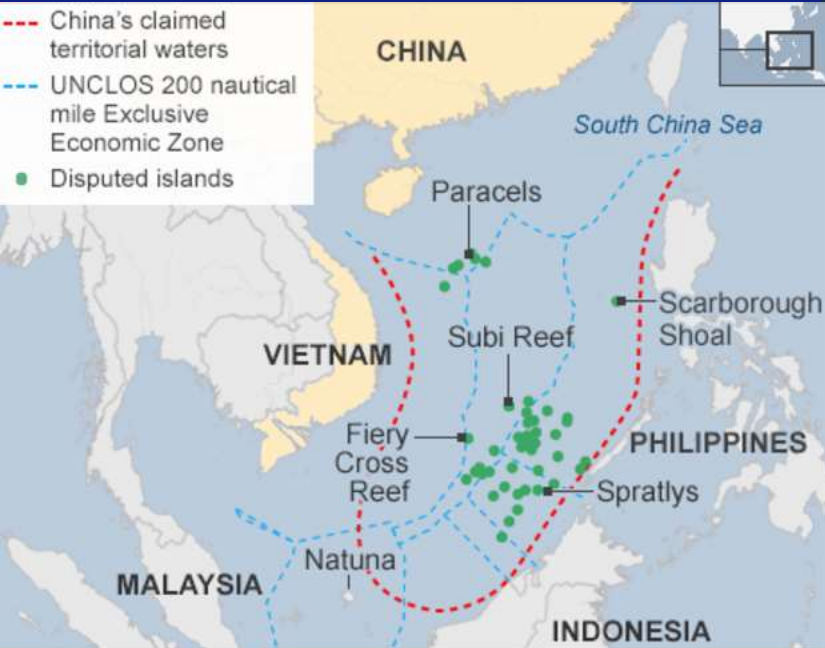 China's claimed
territorial waters
UNCLOS 200 nautical
mile Exclusive
Economic Zone
Disputed islands
CHINA
South China Sea
Paracels
Scarborough
Shoal
Subi Reef
VIETNAM
Fiery
Cross
Reef
PHILIPPINES
Spratlys
Natuna
MALAYSIA
INDONESIA